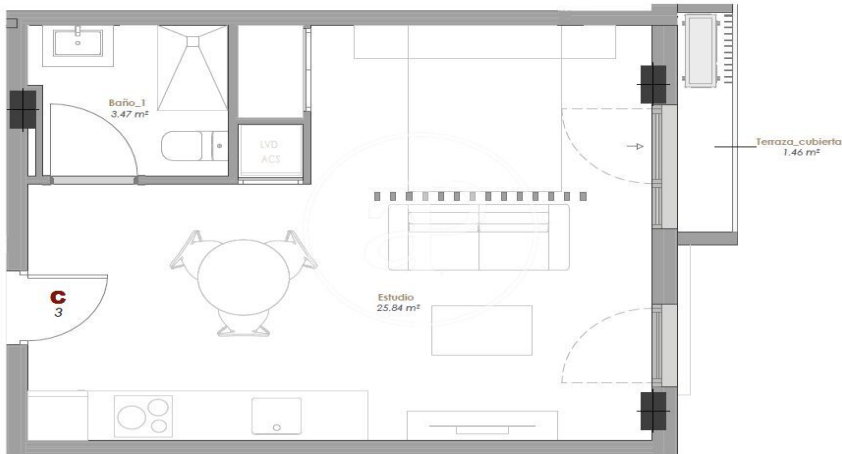 Baño_1
3.47 m²
LVD
ACS
Terraza_cubierta
1.46 m²
Estudio
25.84 m²
C
3